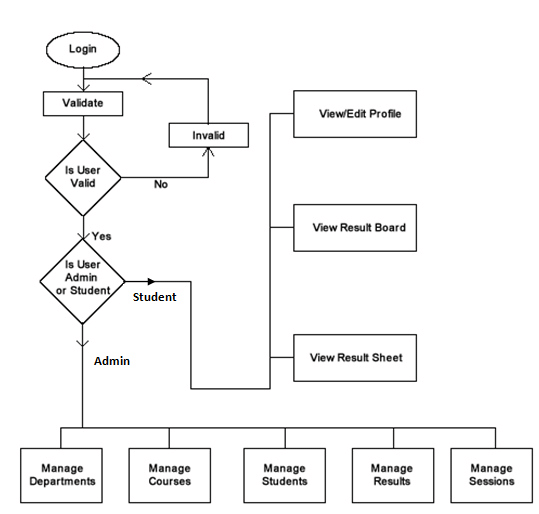 Login
Validate
View/Edit Profile
Invalid
Is User
Valid
No
Yes
View Result Board
Is User
Admin
or Student
Student
View Result Sheet
Admin
Manage
Departments
Manage
Courses
Manage
Students
Manage
Results
Manage
Sessions